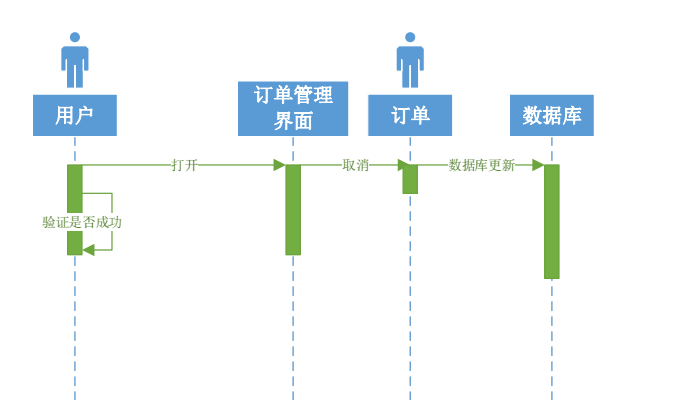 用户
订单管理
界面
订单
数据库
打开
取消
数据库更新
验证是否成功